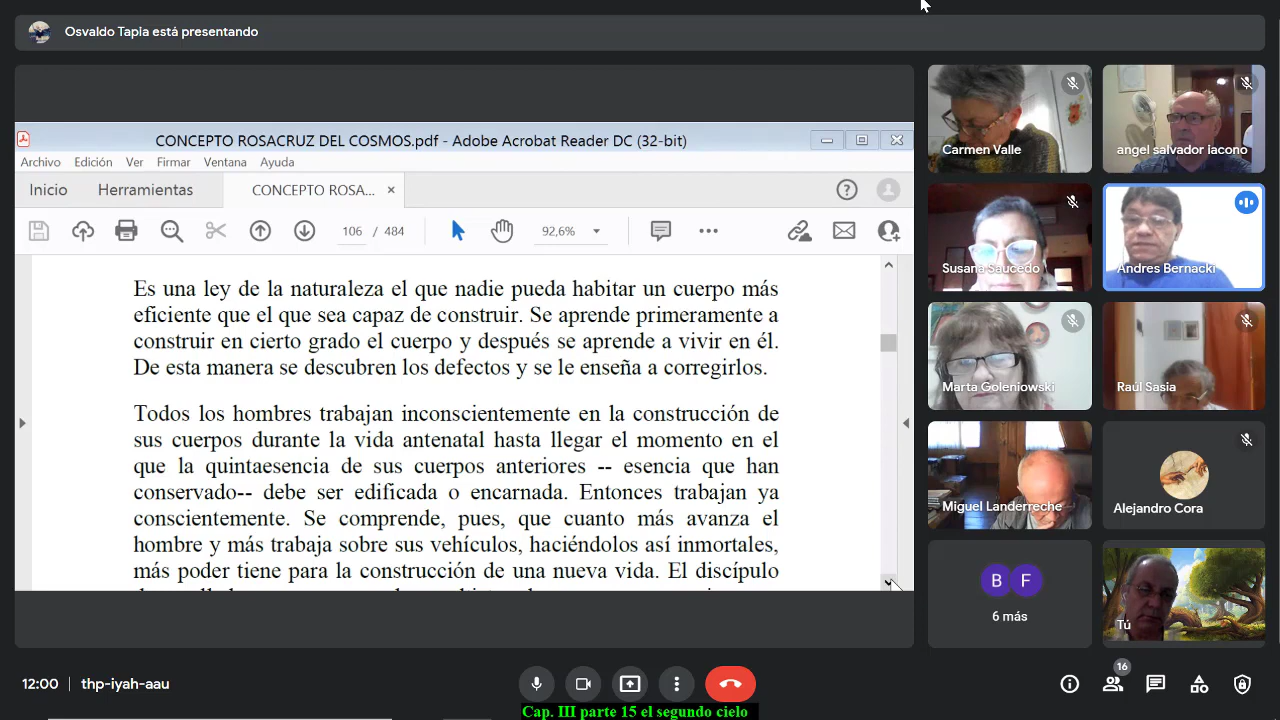 Osvaldo Tapia está presentando
CONCEPTO ROSACRUZ DEL COSMOS.pdf - Adobe Acrobat Reader DC (32-bit)
Archivo Edición Ver Firmar Ventana Ayuda
Inicio Herramientas CONCEPTO ROSA... ×
106 / 484 92,6%
Es una ley de la naturaleza el que nadie pueda habitar un cuerpo más
eficiente que el que sea capaz de construir. Se aprende primeramente a
construir en cierto grado el cuerpo y después se aprende a vivir en él.
De esta manera se descubren los defectos y se le enseña a corregirlos.
Todos los hombres trabajan inconscientemente en la construcción de
sus cuerpos durante la vida antenatal hasta llegar el momento en el
que la quintaesencia de sus cuerpos anteriores -- esencia que han
conservado-- debe ser edificada o encarnada. Entonces trabajan ya
conscientemente. Se comprende, pues, que cuanto más avanza el
hombre y más trabaja sobre sus vehículos, haciéndolos así inmortales,
más poder tiene para la construcción de una nueva vida. El discípulo
Carmen Valle
angel salvador iacono
Susana Saucedo
Andres Bernacki
Marta Goleniowski
Raúl Sasia
Miguel Landerreche
Alejandro Cora
B F
6 más
Tú
12:00 | thp-iyah-aau
16
Cap. III parte 15 el segundo cielo